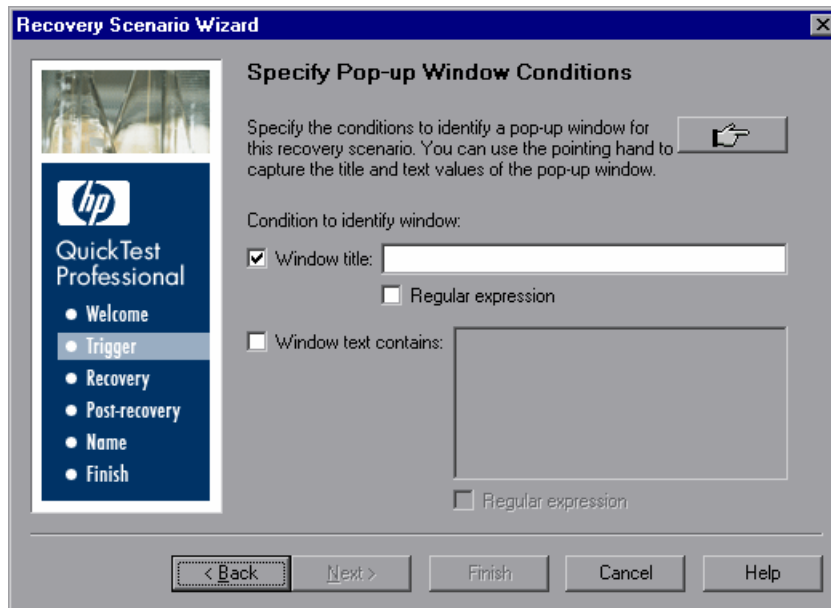 Recovery Scenario Wizard
Specify Pop-up Window Conditions
Specify the conditions to identify a pop-up window for
this recovery scenario. You can use the pointing hand to
capture the title and text values of the pop-up window.
hp
QuickTest
Professional
Welcome
Trigger
Recovery
Post-recovery
Name
Finish
Condition to identify window:
Window title:
Regular expression
Window text contains:
Regular expression
< Back
Next >
Finish
Cancel
Help